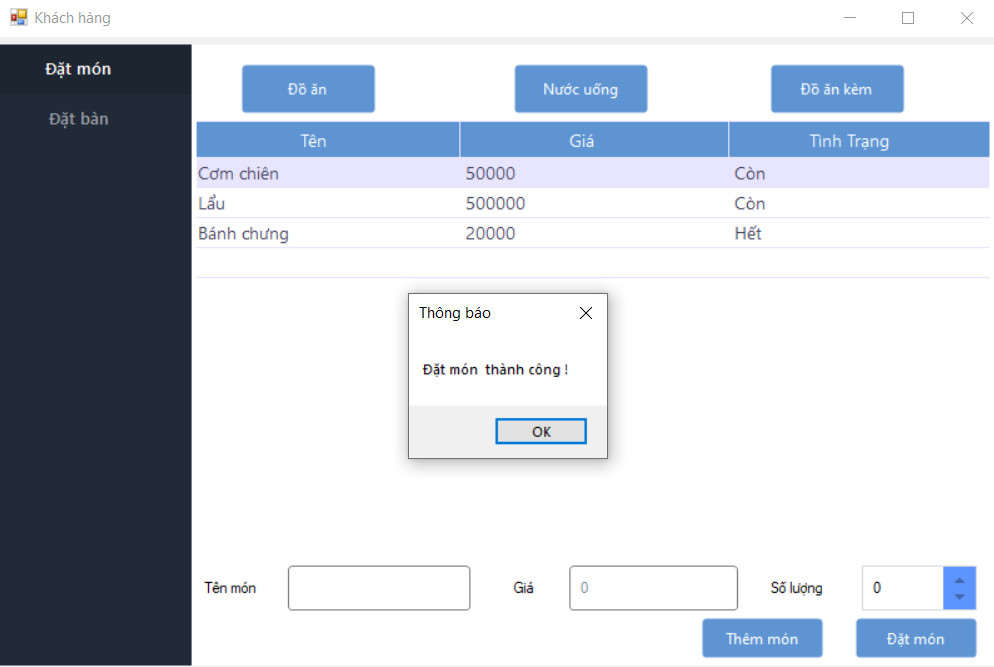 Khách hàng
Đặt món
Đặt bàn
Đồ ăn
Nước uống
Đồ ăn kèm
Tên Giá Tình Trạng
Cơm chiên 50000 Còn
Lẩu 500000 Còn
Bánh chưng 20000 Hết
Thông báo
Đặt món thành công !
OK
Tên món Giá 0 Số lượng 0
Thêm món Đặt món